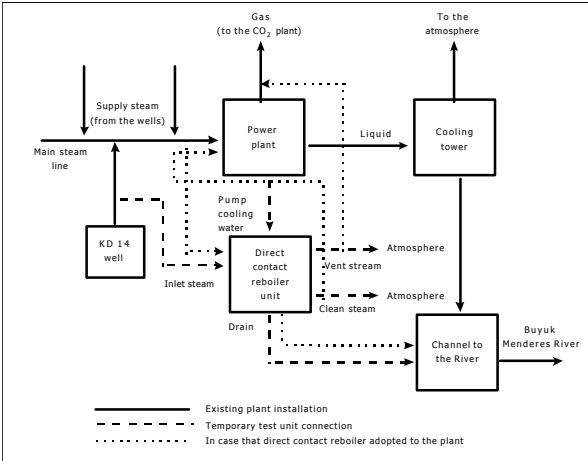 Gas
(to the CO2 plant)
To the
atmosphere
Supply steam
(from the wells)
Main steam
line
Power
plant
Liquid
Cooling
tower
KD 14
well
Pump
cooling
water
Inlet steam
Direct
contact
reboiler
unit
Atmosphere
Vent stream
Atmosphere
Clean steam
Drain
Channel to
the River
Buyuk
Menderes River
Existing plant installation
Temporary test unit connection
In case that direct contact reboiler adopted to the plant